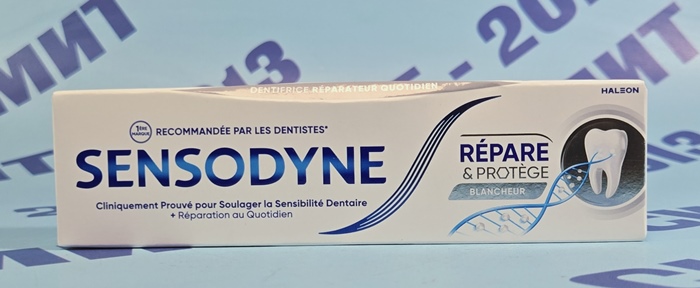 DENTIFRICE RÉPARATEUR QUOTIDIEN
HALEON
1ÈRE
MARQUE
RECOMMANDÉE PAR LES DENTISTES*
SENSODYNE
Cliniquement Prouvé pour Soulager la Sensibilité Dentaire
+ Réparation au Quotidien
RÉPARE
& PROTÈGE
BLANCHEUR